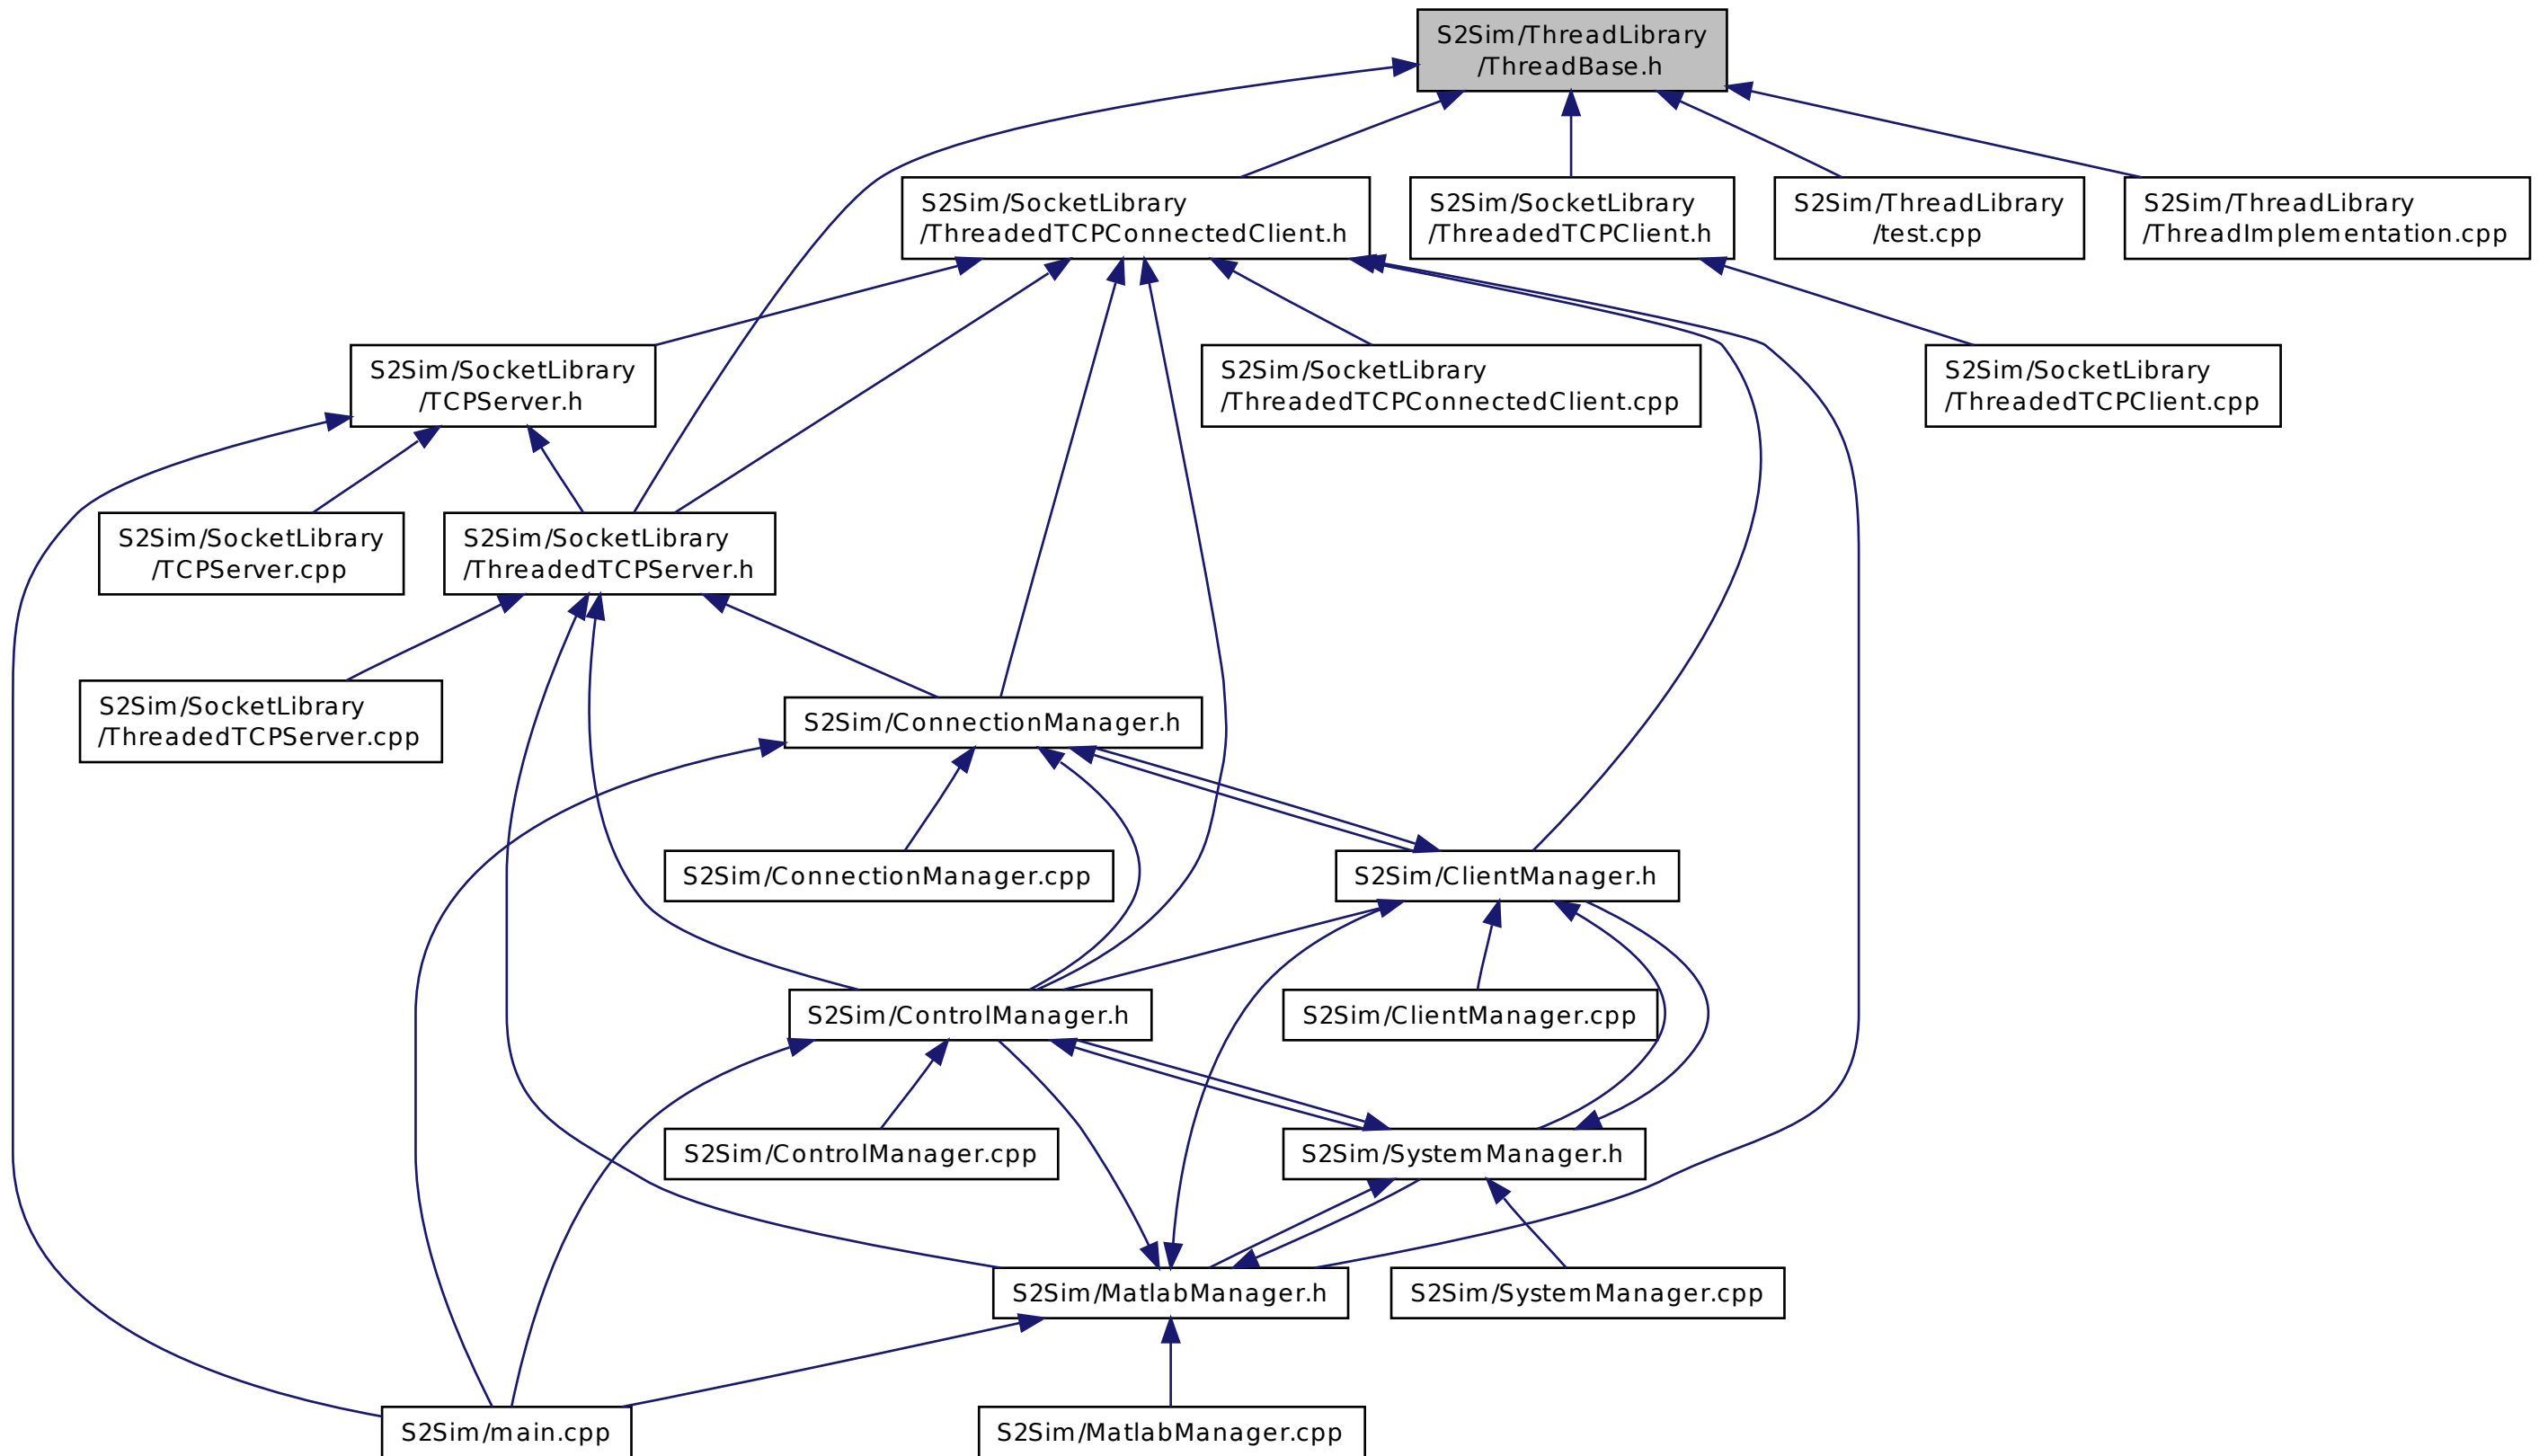 S2Sim/ThreadLibrary
/ThreadBase.h
S2Sim/SocketLibrary
/ThreadedTCPConnectedClient.h
S2Sim/SocketLibrary
/ThreadedTCPClient.h
S2Sim/ThreadLibrary
/test.cpp
S2Sim/ThreadLibrary
/ThreadImplementation.cpp
S2Sim/SocketLibrary
/TCPServer.h
S2Sim/SocketLibrary
/ThreadedTCPConnectedClient.cpp
S2Sim/SocketLibrary
/ThreadedTCPClient.cpp
S2Sim/SocketLibrary
/TCPServer.cpp
S2Sim/SocketLibrary
/ThreadedTCPServer.h
S2Sim/SocketLibrary
/ThreadedTCPServer.cpp
S2Sim/ConnectionManager.h
S2Sim/ConnectionManager.cpp
S2Sim/ClientManager.h
S2Sim/ControlManager.h
S2Sim/ClientManager.cpp
S2Sim/ControlManager.cpp
S2Sim/SystemManager.h
S2Sim/MatlabManager.h
S2Sim/SystemManager.cpp
S2Sim/main.cpp
S2Sim/MatlabManager.cpp